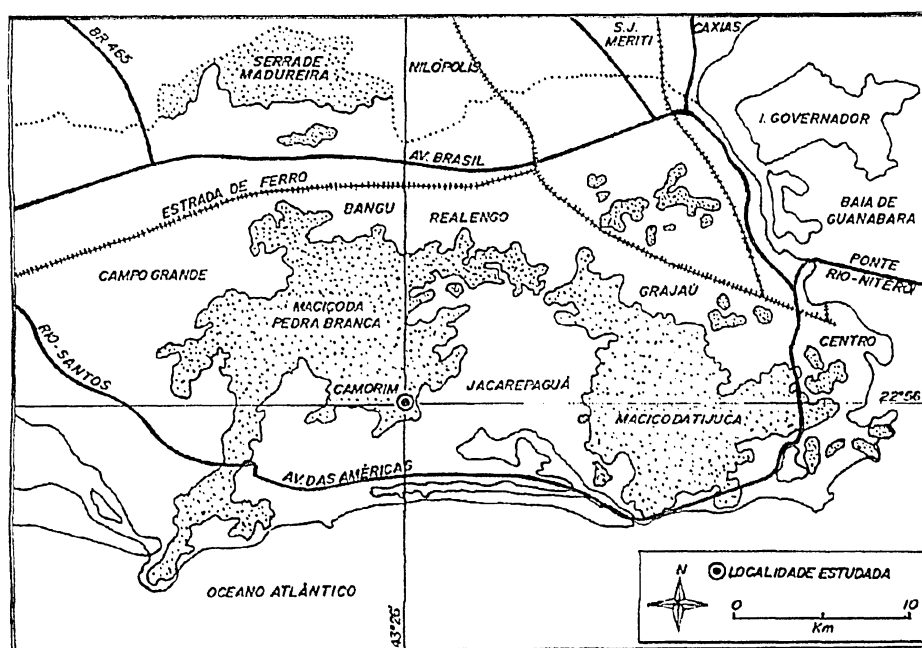 BR 465
SERRA DE
MADUREIRA
NILÓPOLIS
S.J.
MERITI
CAXIAS
I. GOVERNADOR
BAIA DE
GUANABARA
AV. BRASIL
ESTRADA DE FERRO
BANGU
REALENGO
PONTE
RIO-NITERÓI
CAMPO GRANDE
GRAJAÚ
MACIÇO DA
PEDRA BRANCA
CENTRO
RIO-SANTOS
CAMORIM
JACAREPAGUÁ
22°56'
MACIÇO DA TIJUCA
AV. DAS AMÉRICAS
OCEANO ATLÂNTICO
43°26'
N
LOCALIDADE ESTUDADA
0 10
Km